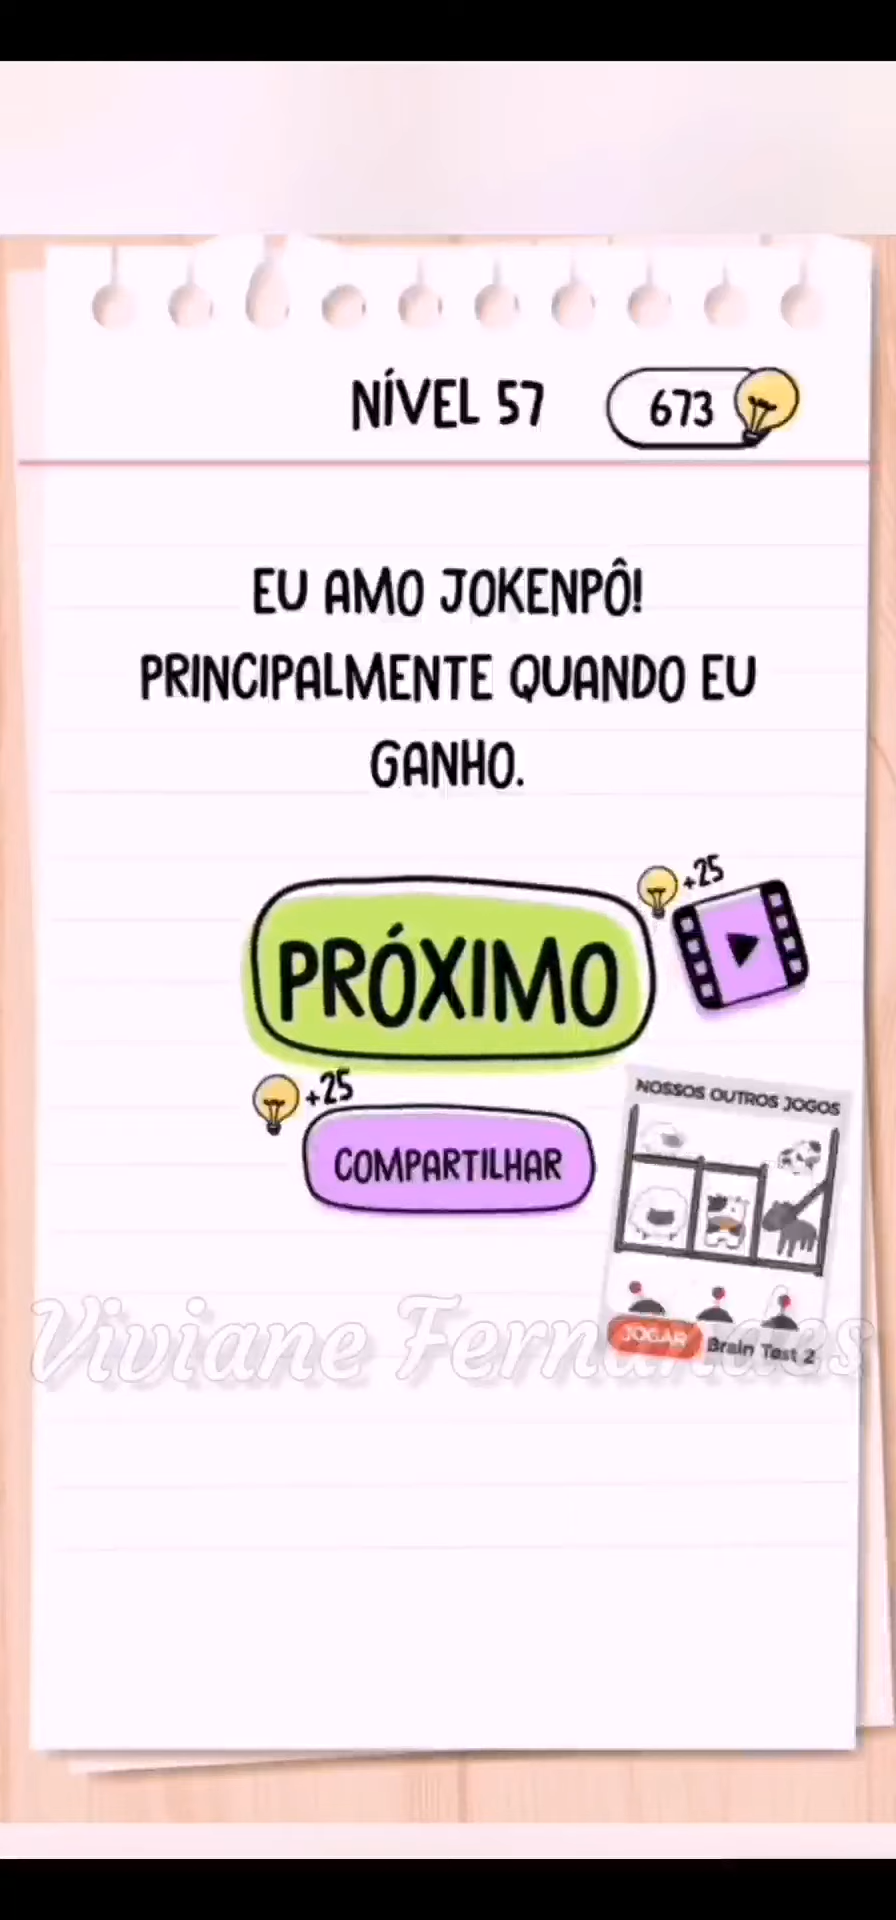 NÍVEL 57
673
EU AMO JOKENPÔ!
PRINCIPALMENTE QUANDO EU
GANHO.
+25
PRÓXIMO
+25
COMPARTILHAR
NOSSOS OUTROS JOGOS
JOGAR
Brain Test 2
Viviane Fernandes